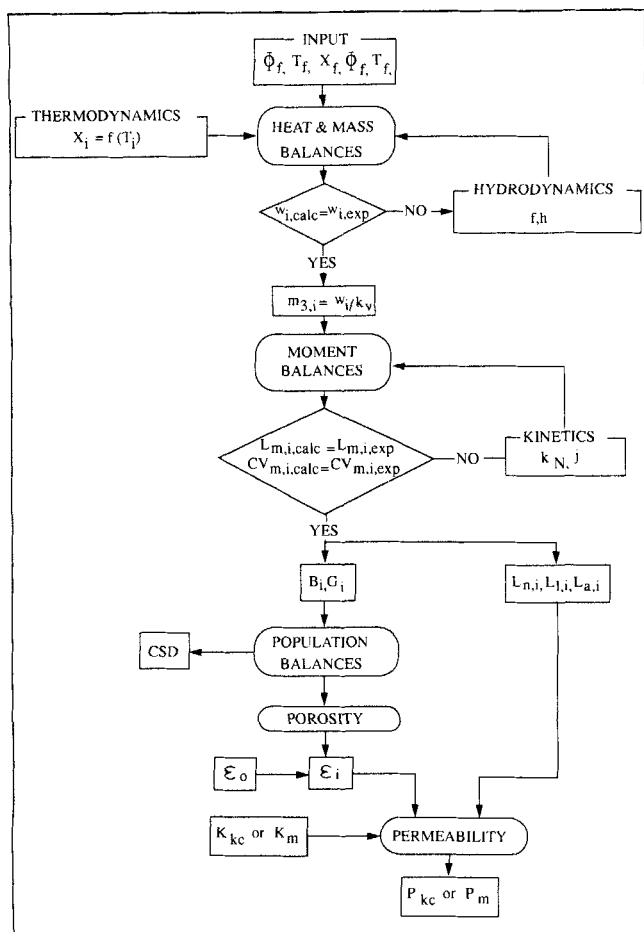 INPUT
Φ̄f, Tf, Xf, Φ̄f, Tf,
THERMODYNAMICS
Xi = f (Ti)
HEAT & MASS
BALANCES
wi,calc=wi,exp
NO
HYDRODYNAMICS
f,h
YES
m3,i = wi/kv
MOMENT
BALANCES
Lm,i,calc =Lm,i,exp
CVm,i,calc=CVm,i,exp
NO
KINETICS
kN, j
YES
Bi,Gi
Ln,i,Ll,i,La,i
CSD
POPULATION
BALANCES
POROSITY
εo
εi
Kkc or Km
PERMEABILITY
Pkc or Pm